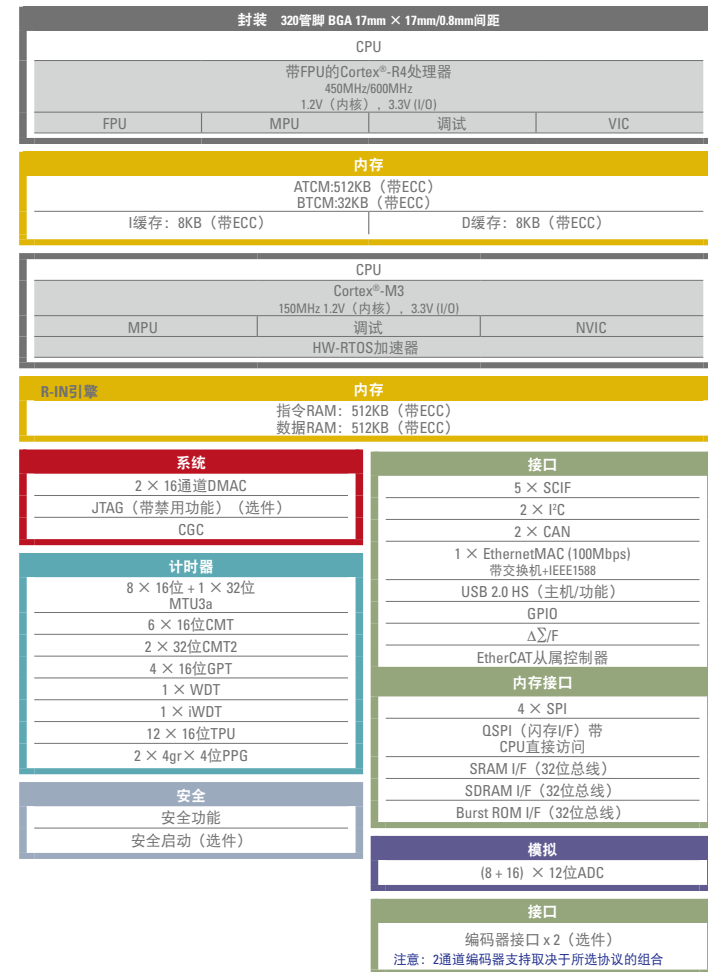 封装 320管脚 BGA 17mm × 17mm/0.8mm间距
CPU
带FPU的Cortex®-R4处理器
450MHz/600MHz
1.2V（内核）, 3.3V (I/O)
FPU MPU 调试 VIC
内存
ATCM:512KB（带ECC）
BTCM:32KB（带ECC）
I缓存：8KB（带ECC） D缓存：8KB（带ECC）
CPU
Cortex®-M3
150MHz 1.2V（内核）, 3.3V (I/O)
MPU 调试 NVIC
HW-RTOS加速器
R-IN引擎 内存
指令RAM：512KB（带ECC）
数据RAM：512KB（带ECC）
系统
2 × 16通道DMAC
JTAG（带禁用功能）（选件）
CGC
计时器
8 × 16位 + 1 × 32位
MTU3a
6 × 16位CMT
2 × 32位CMT2
4 × 16位GPT
1 × WDT
1 × iWDT
12 × 16位TPU
2 × 4gr× 4位PPG
安全
安全功能
安全启动（选件）
接口
5 × SCIF
2 × I²C
2 × CAN
1 × EthernetMAC (100Mbps)
带交换机+IEEE1588
USB 2.0 HS（主机/功能）
GPIO
Δ∑/F
EtherCAT从属控制器
内存接口
4 × SPI
QSPI（闪存I/F）带
CPU直接访问
SRAM I/F（32位总线）
SDRAM I/F（32位总线）
Burst ROM I/F（32位总线）
模拟
(8 + 16) × 12位ADC
接口
编码器接口 x 2（选件）
注意：2通道编码器支持取决于所选协议的组合